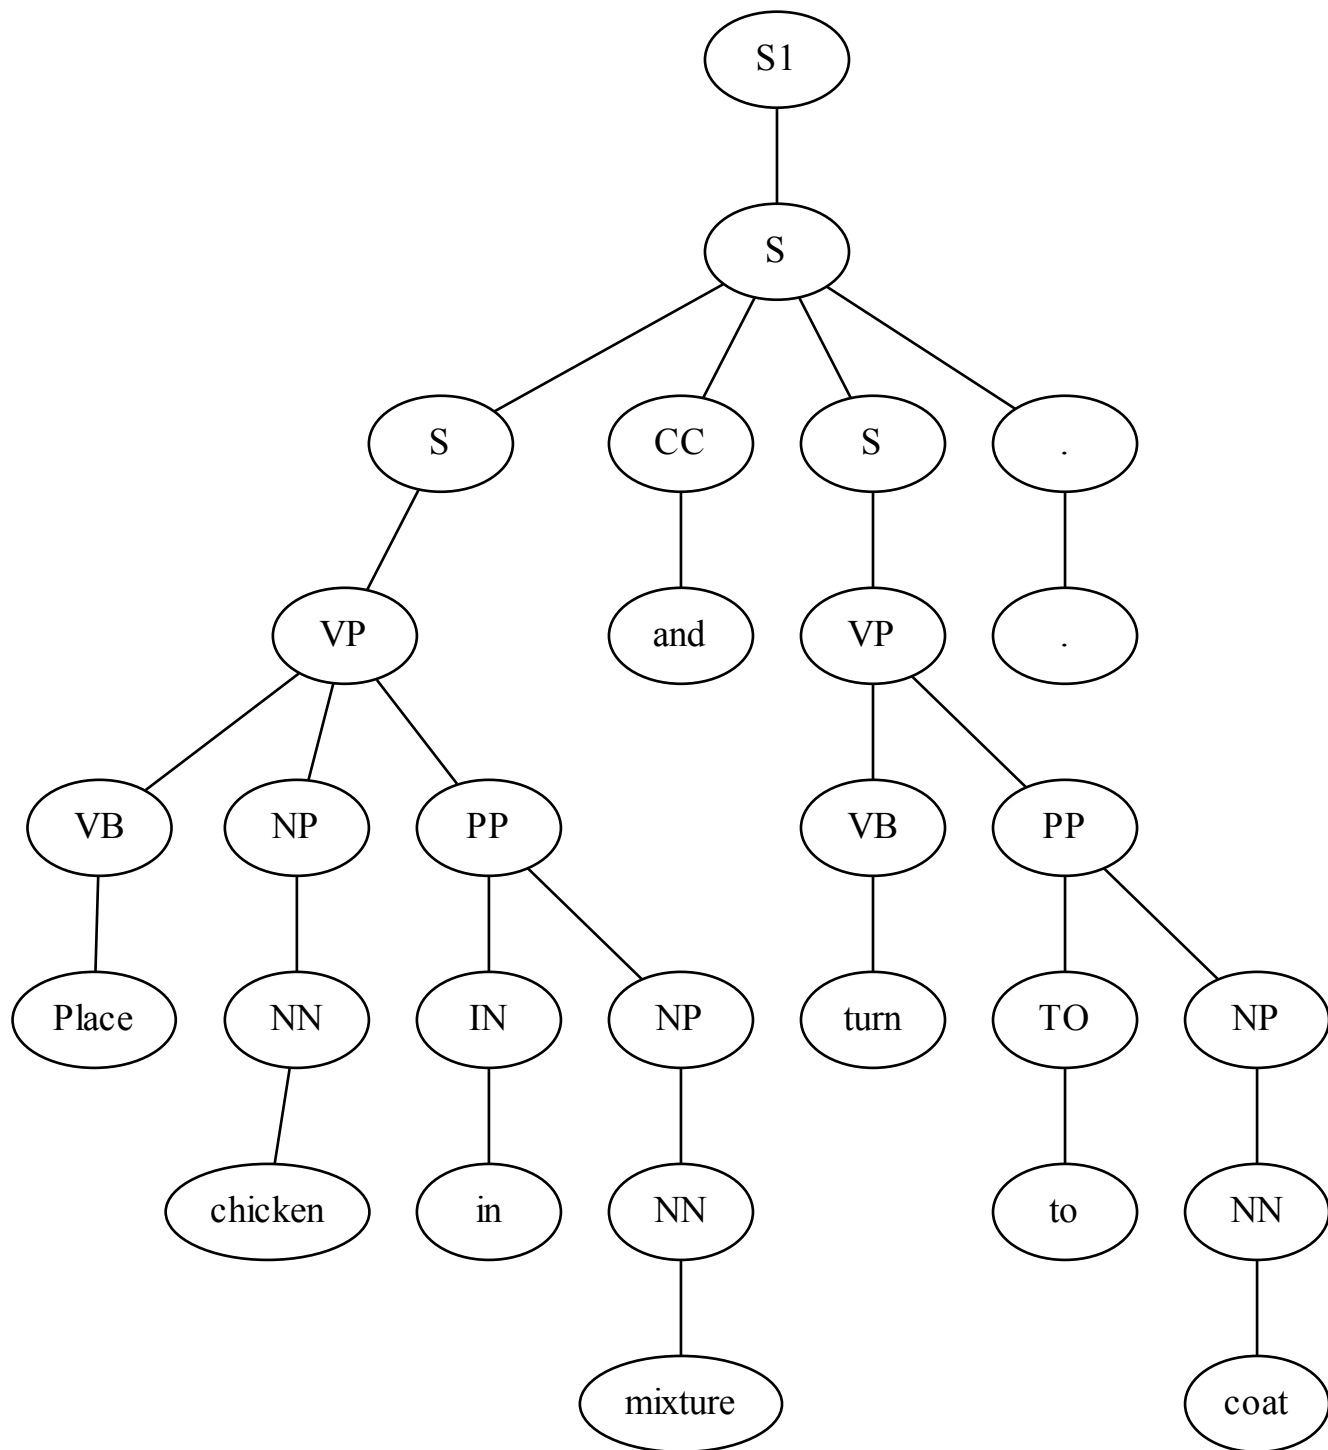 S1
S
S CC S .
VP and VP .
VB NP PP VB PP
Place NN IN NP turn TO NP
chicken in NN to NN
mixture coat